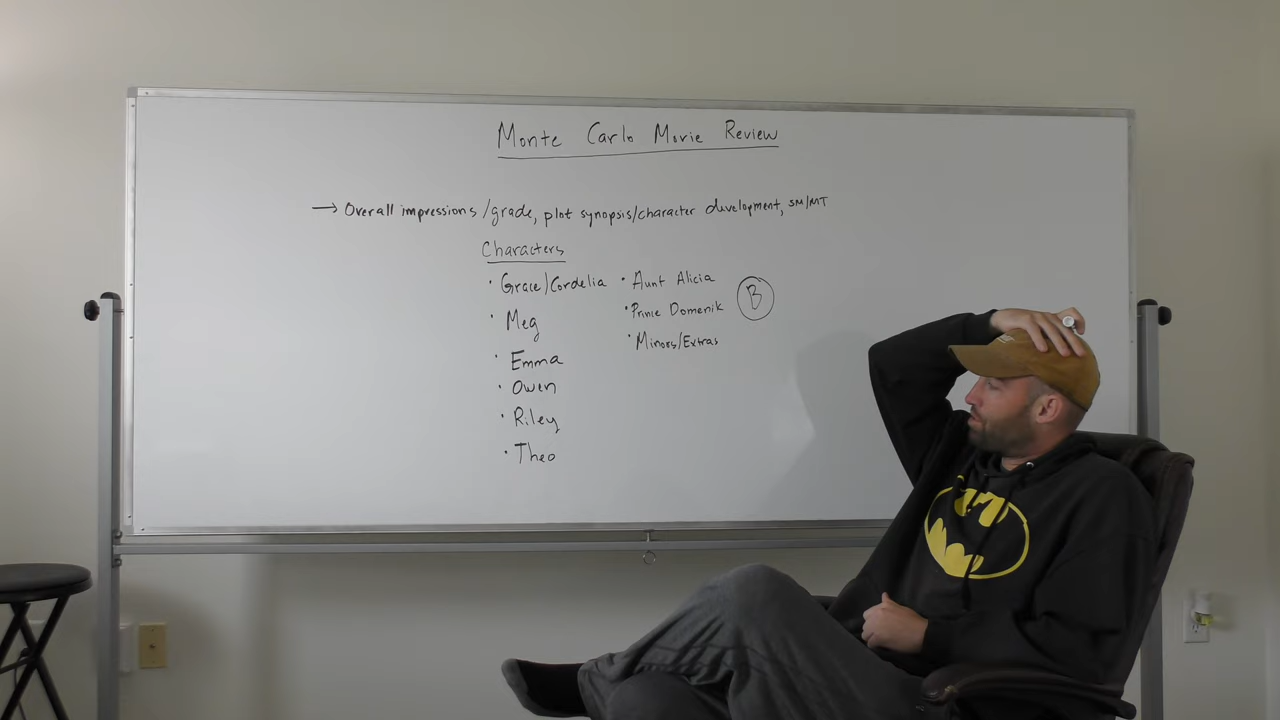 Monte Carlo Movie Review
→ Overall impressions/grade, plot synopsis/character development, SM/MT
Characters
• Grace/Cordelia
• Meg
• Emma
• Owen
• Riley
• Theo
• Aunt Alicia
• Prince Domenik
• Minors/Extras
B